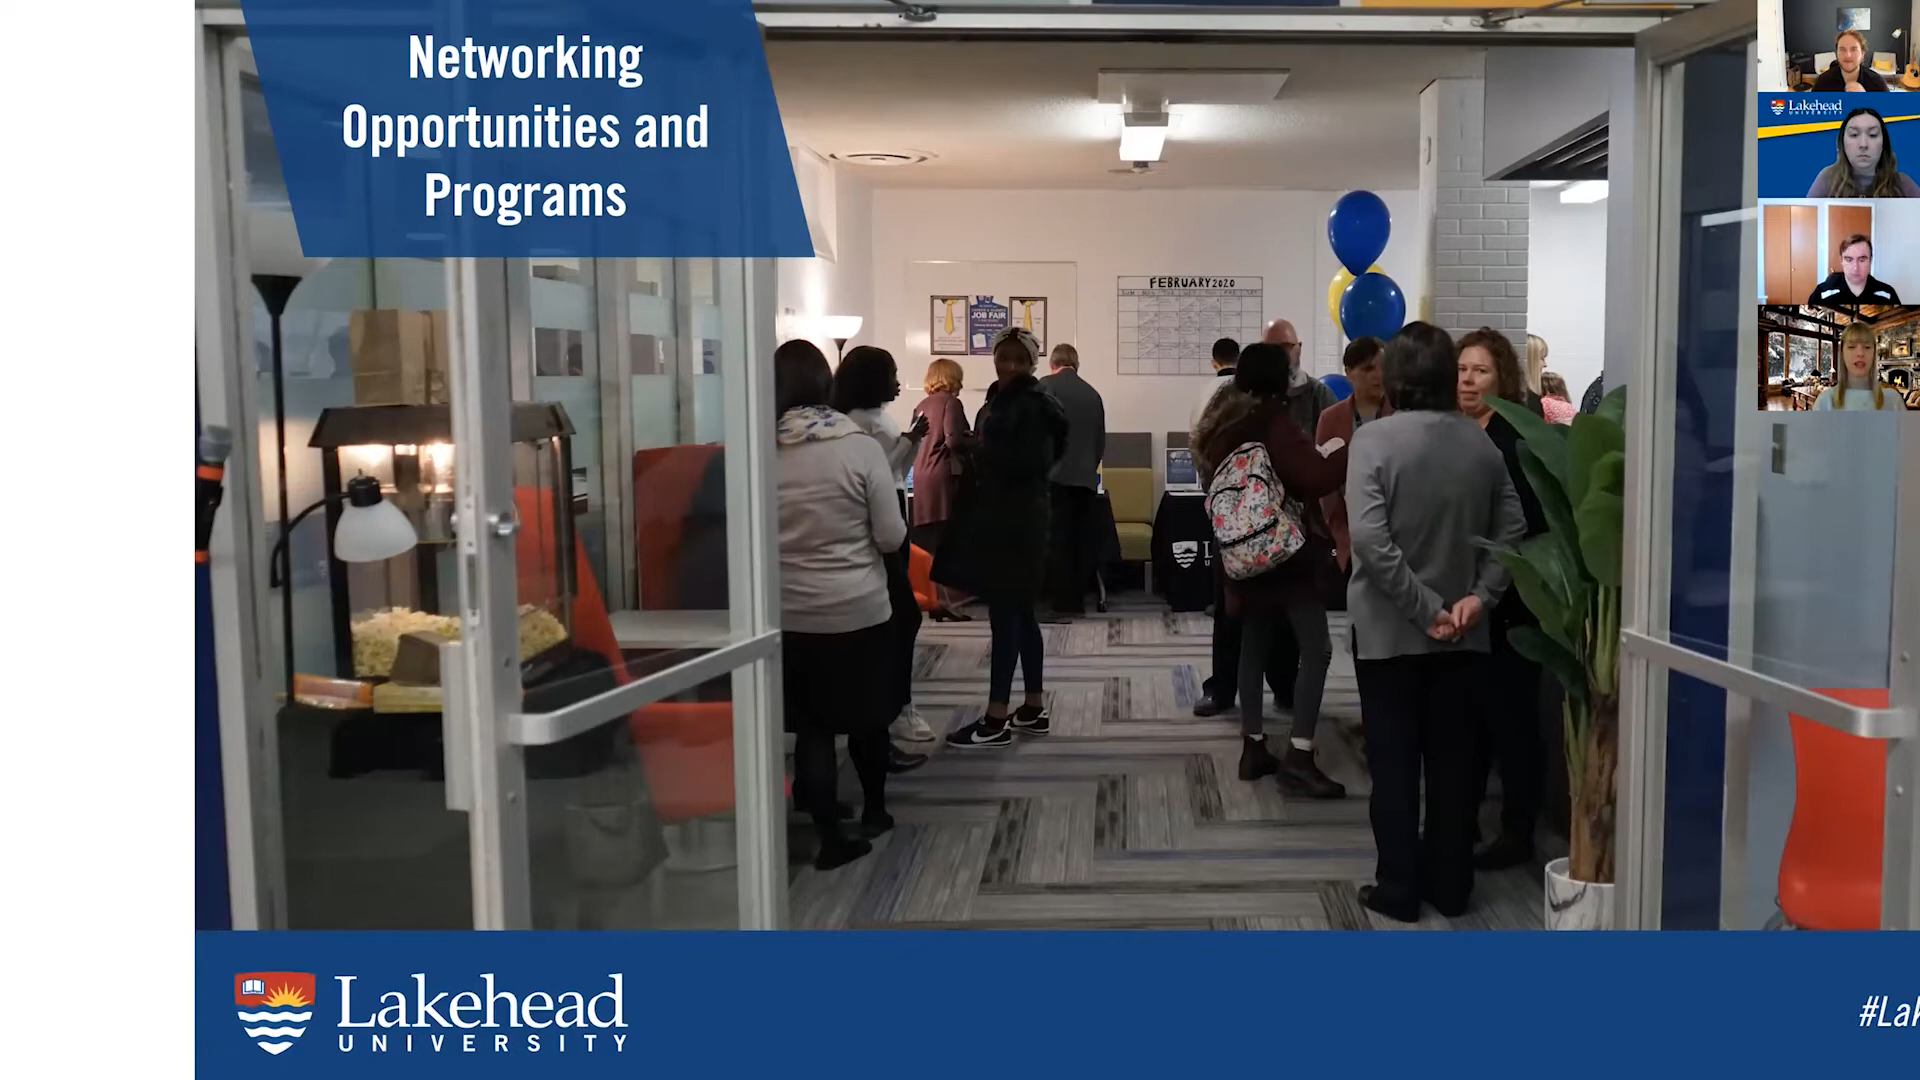 Networking
Opportunities and
Programs
Lakehead
UNIVERSITY
FEBRUARY 2020
JOB FAIR
Lakehead
UNIVERSITY
#Lak